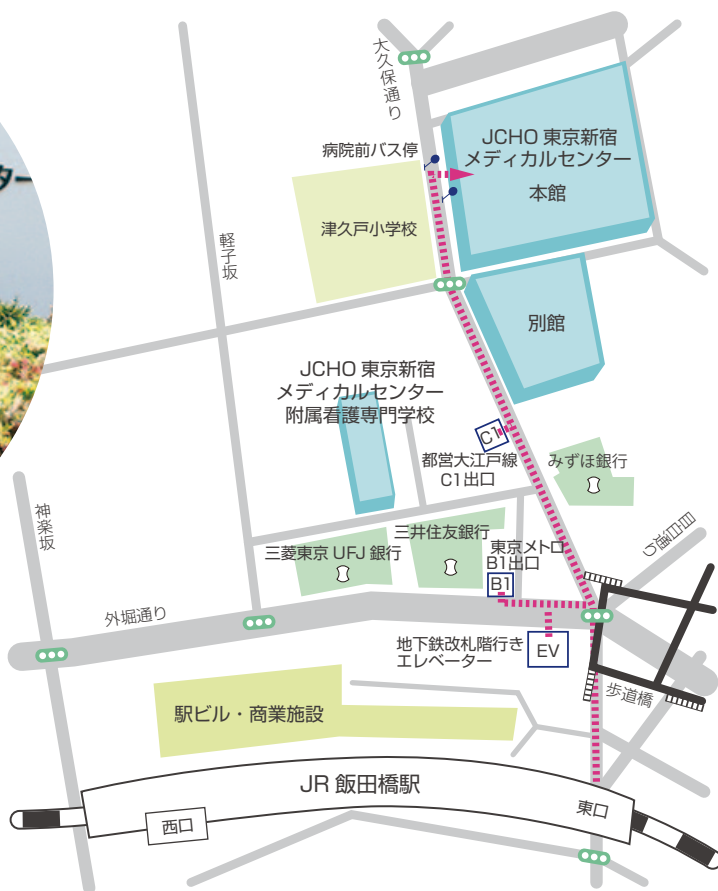 大久保通り
ター
病院前バス停
JCHO 東京新宿
メディカルセンター
本館
津久戸小学校
軽子坂
別館
JCHO 東京新宿
メディカルセンター
附属看護専門学校
C1
都営大江戸線
C1出口
みずほ銀行
神楽坂
三井住友銀行
三菱東京 UFJ 銀行
東京メトロ
B1出口
B1
目白通り
外堀通り
地下鉄改札階行き
エレベーター
EV
歩道橋
駅ビル・商業施設
JR 飯田橋駅
西口
東口